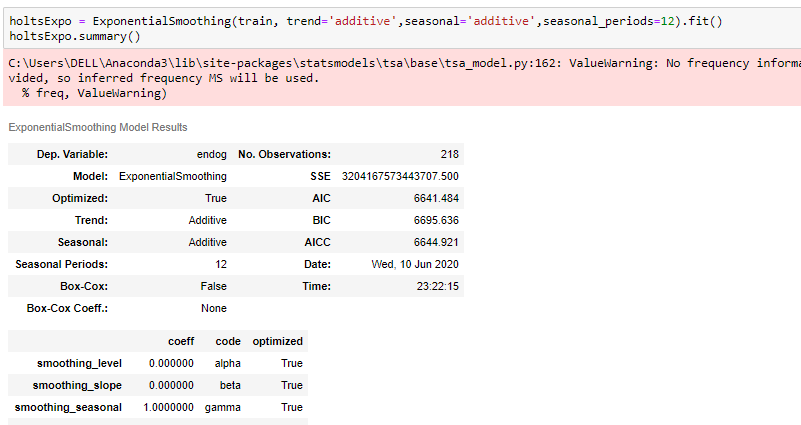 holtsExpo = ExponentialSmoothing(train, trend='additive',seasonal='additive',seasonal_periods=12).fit()
holtsExpo.summary()
C:\Users\DELL\Anaconda3\lib\site-packages\statsmodels\tsa\base\tsa_model.py:162: ValueWarning: No frequency informa
vided, so inferred frequency MS will be used.
% freq, ValueWarning)
ExponentialSmoothing Model Results
Dep. Variable: endog No. Observations: 218
Model: ExponentialSmoothing SSE 3204167573443707.500
Optimized: True AIC 6641.484
Trend: Additive BIC 6695.636
Seasonal: Additive AICC 6644.921
Seasonal Periods: 12 Date: Wed, 10 Jun 2020
Box-Cox: False Time: 23:22:15
Box-Cox Coeff.: None
coeff code optimized
smoothing_level 0.000000 alpha True
smoothing_slope 0.000000 beta True
smoothing_seasonal 1.0000000 gamma True